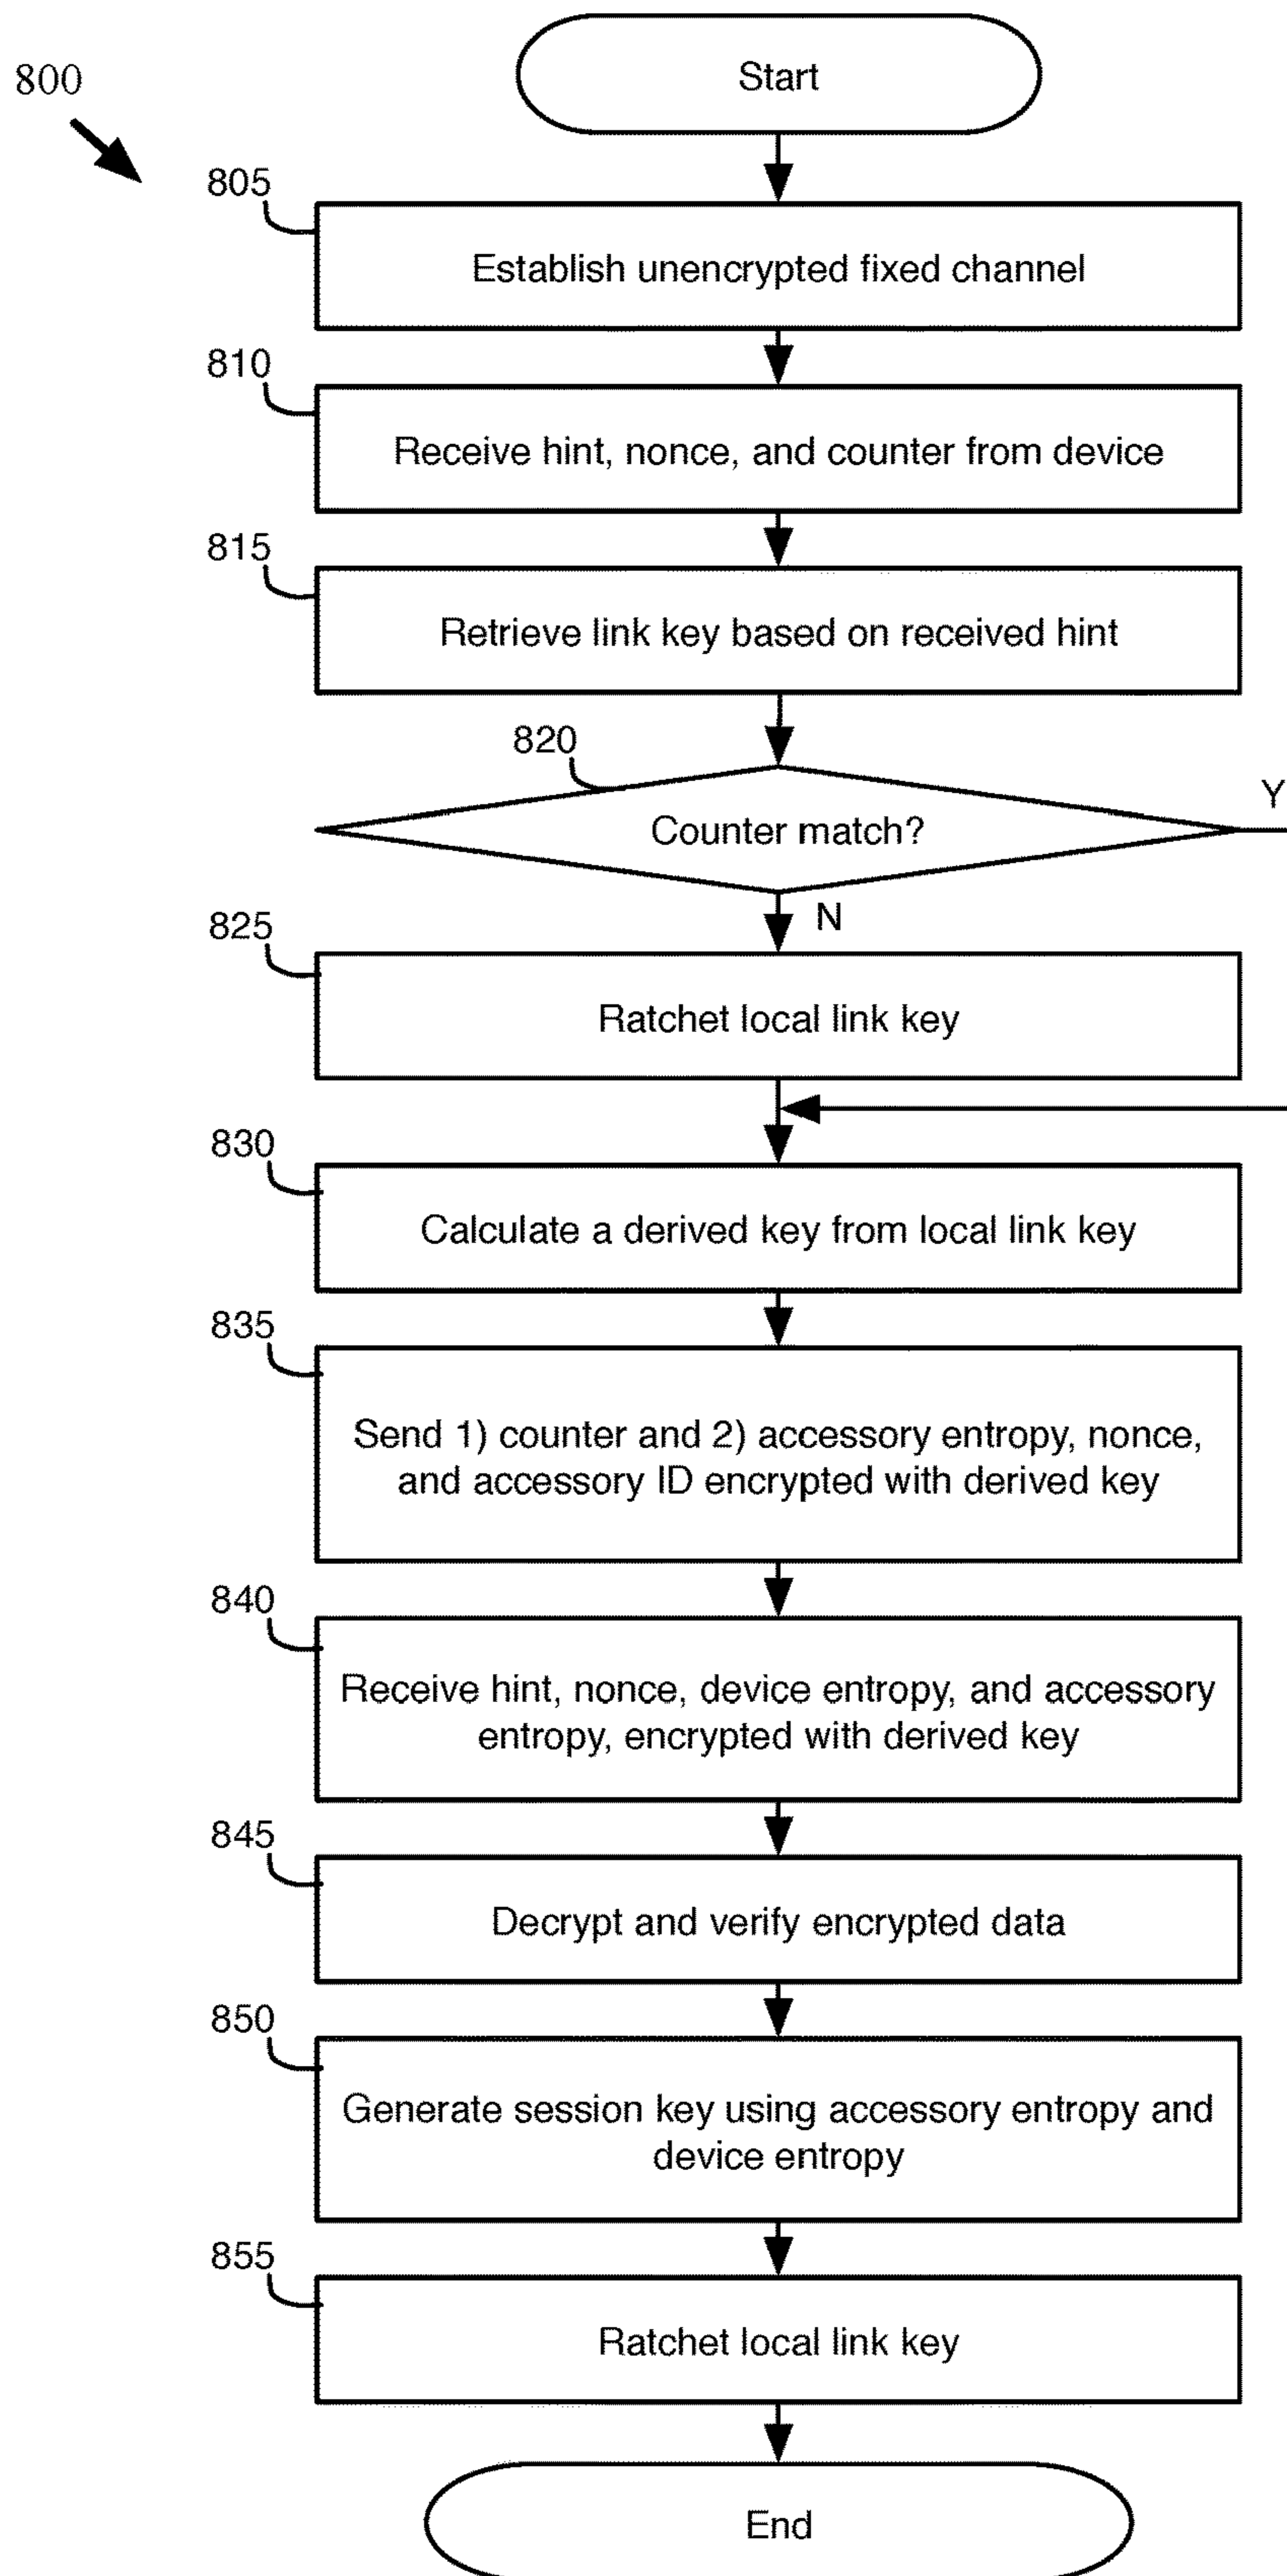 Start
800
805
Establish unencrypted fixed channel
810
Receive hint, nonce, and counter from device
815
Retrieve link key based on received hint
820
Counter match?
Y
N
825
Ratchet local link key
830
Calculate a derived key from local link key
835
Send 1) counter and 2) accessory entropy, nonce,
and accessory ID encrypted with derived key
840
Receive hint, nonce, device entropy, and accessory
entropy, encrypted with derived key
845
Decrypt and verify encrypted data
850
Generate session key using accessory entropy and
device entropy
855
Ratchet local link key
End